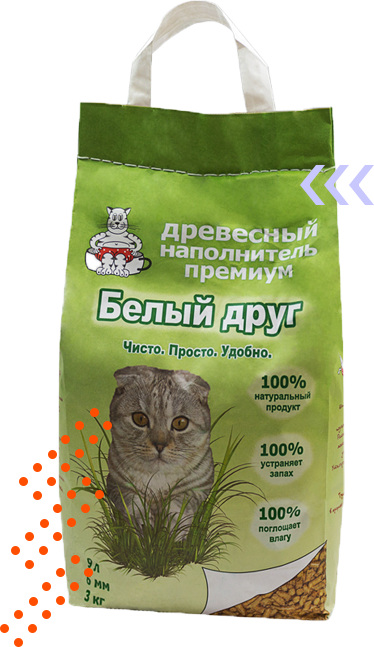 древесный
наполнитель
премиум
Белый друг
Чисто. Просто. Удобно.
100%
натуральный
продукт
100%
устраняет
запах
100%
поглощает
влагу
9 л
6 мм
3 кг